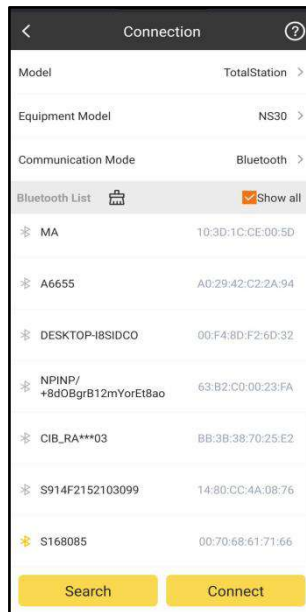 Connection
Model TotalStation
Equipment Model NS30
Communication Mode Bluetooth
Bluetooth List Show all
MA 10:3D:1C:CE:00:5D
A6655 A0:29:42:C2:2A:94
DESKTOP-I8SIDCO 00:F4:8D:F2:6D:32
NPINP/
+8dOBgrB12mYorEt8ao 63:B2:C0:00:23:FA
CIB_RA***03 BB:3B:38:70:25:E2
S914F2152103099 14:80:CC:4A:08:76
S168085 00:70:68:61:71:66
Search Connect